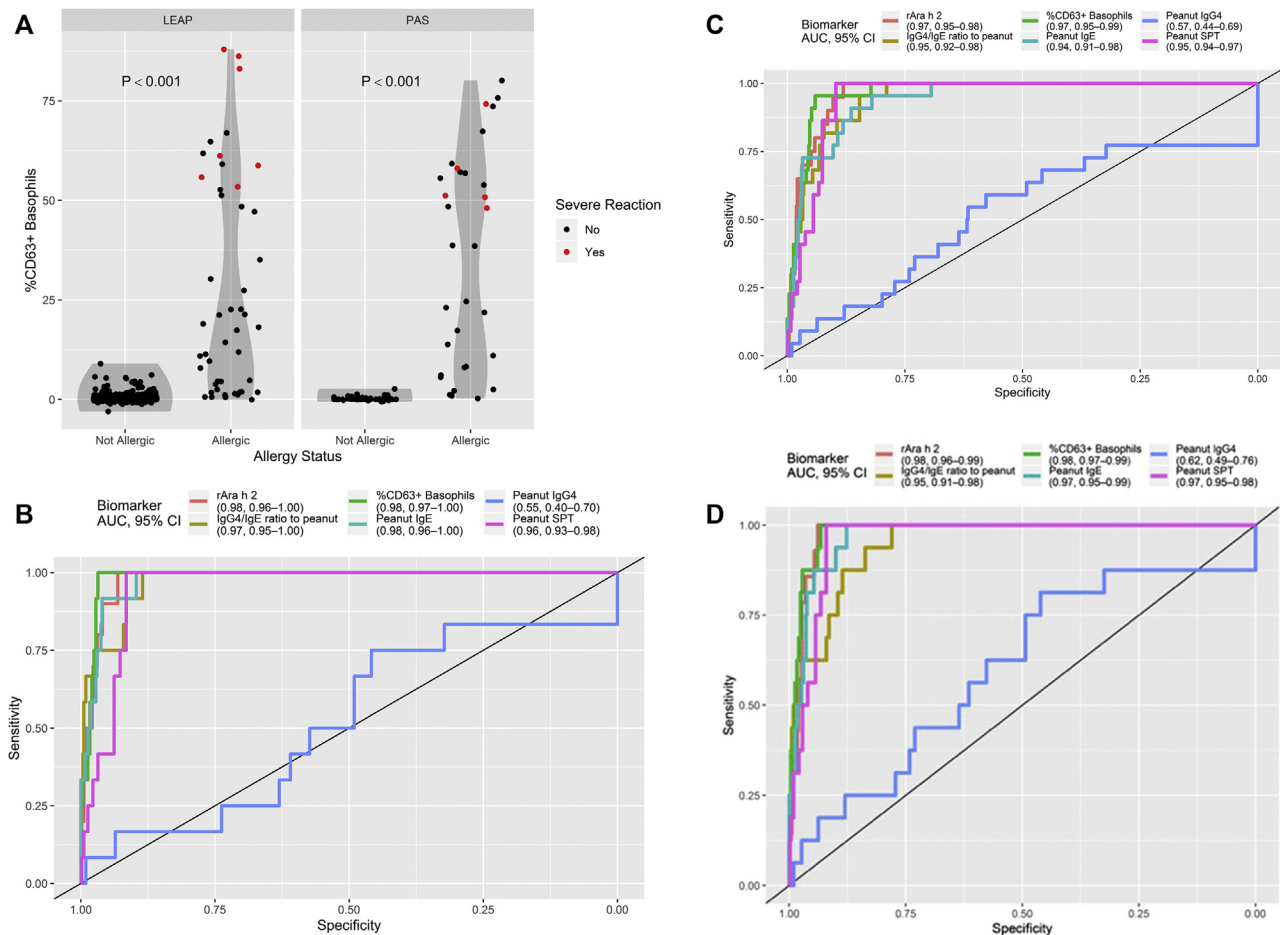 A
LEAP
PAS
P < 0.001
P < 0.001
75
50
25
0
%CD63+ Basophils
Not Allergic
Allergic
Not Allergic
Allergic
Allergy Status
Severe Reaction
No
Yes
B
Biomarker
AUC, 95% CI
rAra h 2
(0.98, 0.96–1.00)
IgG4/IgE ratio to peanut
(0.97, 0.95–1.00)
%CD63+ Basophils
(0.98, 0.97–1.00)
Peanut IgE
(0.98, 0.96–1.00)
Peanut IgG4
(0.55, 0.40–0.70)
Peanut SPT
(0.96, 0.93–0.98)
1.00
0.75
0.50
0.25
0.00
Sensitivity
1.00
0.75
0.50
0.25
0.00
Specificity
C
Biomarker
AUC, 95% CI
rAra h 2
(0.97, 0.95–0.98)
IgG4/IgE ratio to peanut
(0.95, 0.92–0.98)
%CD63+ Basophils
(0.97, 0.95–0.99)
Peanut IgE
(0.94, 0.91–0.98)
Peanut IgG4
(0.57, 0.44–0.69)
Peanut SPT
(0.95, 0.94–0.97)
1.00
0.75
0.50
0.25
0.00
Sensitivity
1.00
0.75
0.50
0.25
0.00
Specificity
D
Biomarker
AUC, 95% CI
rAra h 2
(0.98, 0.96–0.99)
IgG4/IgE ratio to peanut
(0.95, 0.91–0.98)
%CD63+ Basophils
(0.98, 0.97–0.99)
Peanut IgE
(0.97, 0.95–0.99)
Peanut IgG4
(0.62, 0.49–0.76)
Peanut SPT
(0.97, 0.95–0.98)
1.00
0.75
0.50
0.25
0.00
Sensitivity
1.00
0.75
0.50
0.25
0.00
Specificity